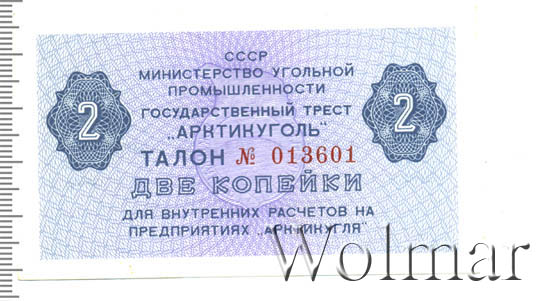 СССР
МИНИСТЕРСТВО УГОЛЬНОЙ
ПРОМЫШЛЕННОСТИ
ГОСУДАРСТВЕННЫЙ ТРЕСТ
„АРКТИКУГОЛЬ"
2 2
ТАЛОН № 013601
ДВЕ КОПЕЙКИ
ДЛЯ ВНУТРЕННИХ РАСЧЕТОВ НА
ПРЕДПРИЯТИЯХ „АРКТИКУГЛЯ"
Wolmar